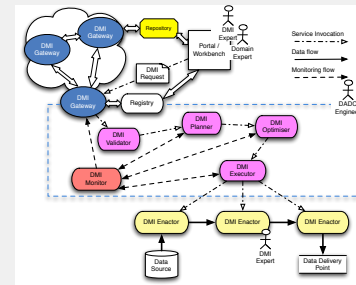 DMI
Gateway
DMI
Gateway
Repository
DMI
Expert
Portal /
Workbench
Domain
Expert
DMI
Request
DMI
Gateway
Registry
Service Invocation
Data flow
Monitoring flow
DADC
Engineer
DMI
Validator
DMI
Planner
DMI
Optimiser
DMI
Monitor
DMI
Executor
DMI Enactor
DMI Enactor
DMI Enactor
DMI
Expert
Data
Source
Data Delivery
Point